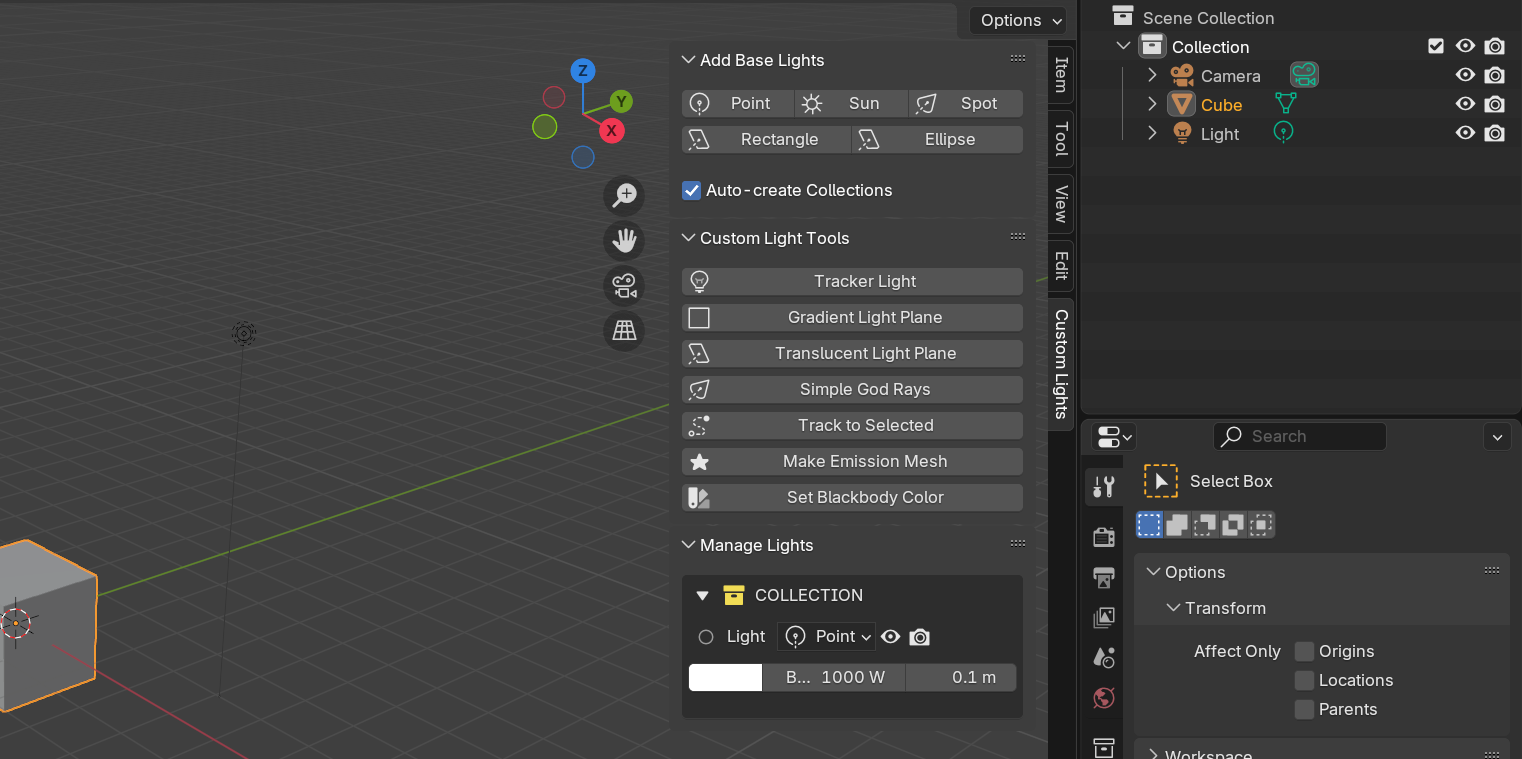 Options
Scene Collection
Collection
Camera
Cube
Light
Z
Y
X
Add Base Lights
Point Sun Spot
Rectangle Ellipse
Auto-create Collections
Custom Light Tools
Tracker Light
Gradient Light Plane
Translucent Light Plane
Simple God Rays
Track to Selected
Make Emission Mesh
Set Blackbody Color
Manage Lights
COLLECTION
Light Point
B... 1000 W 0.1 m
Item
Tool
View
Edit
Custom Lights
Search
Select Box
Options
Transform
Affect Only Origins
Locations
Parents
Workspace